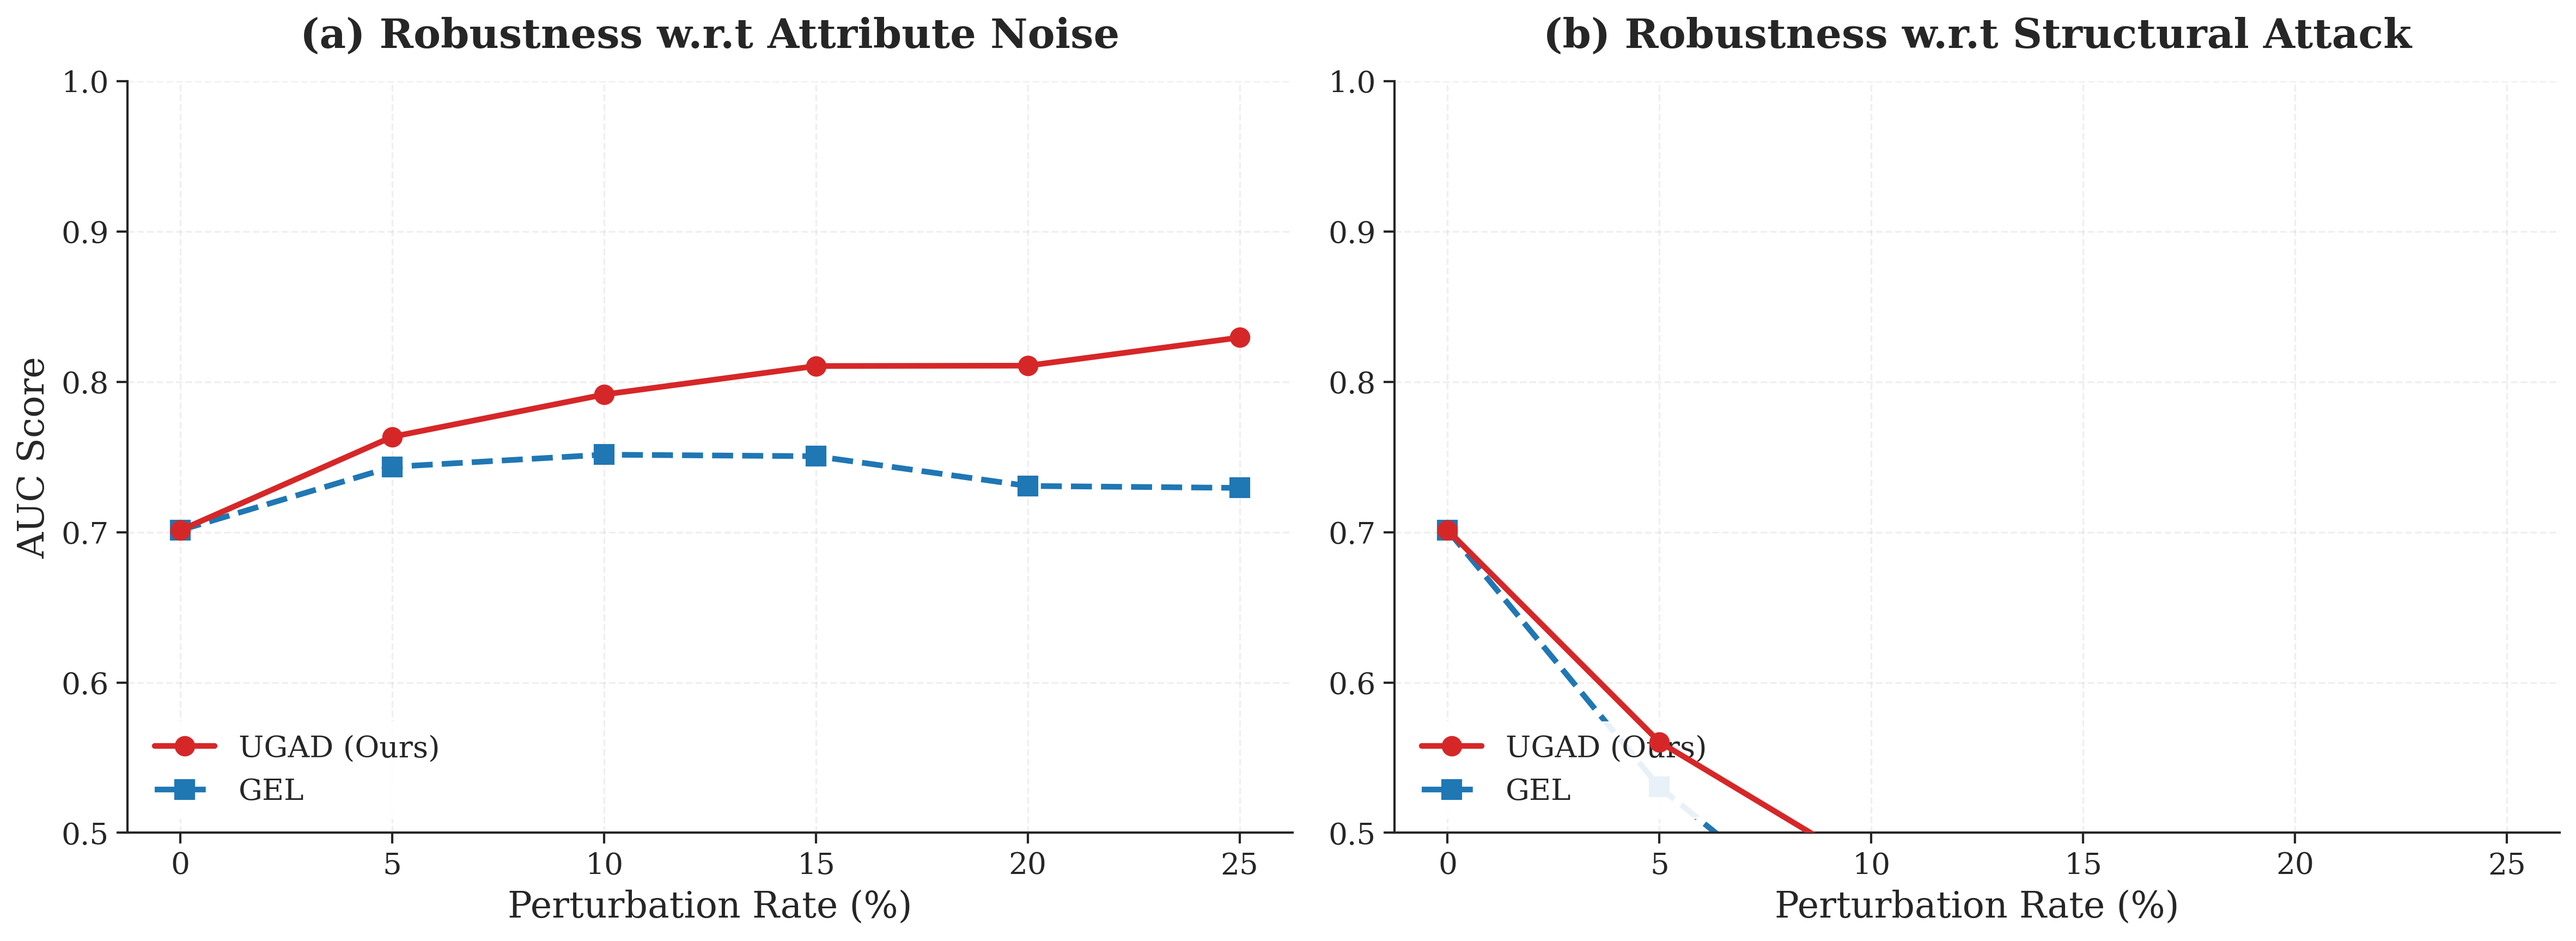 (a) Robustness w.r.t Attribute Noise
AUC Score
1.0
0.9
0.8
0.7
0.6
0.5
UGAD (Ours)
GEL
0 5 10 15 20 25
Perturbation Rate (%)
(b) Robustness w.r.t Structural Attack
1.0
0.9
0.8
0.7
0.6
0.5
UGAD (Ours)
GEL
0 5 10 15 20 25
Perturbation Rate (%)